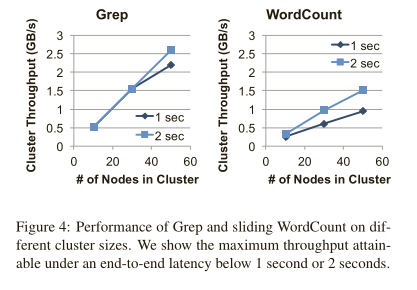 Grep
Cluster Throughput (GB/s)
3
2.5
2
1.5
1
0.5
0
1 sec
2 sec
0 20 40 60
# of Nodes in Cluster
WordCount
Cluster Throughput (GB/s)
3
2.5
2
1.5
1
0.5
0
1 sec
2 sec
0 20 40 60
# of Nodes in Cluster
Figure 4: Performance of Grep and sliding WordCount on dif-
ferent cluster sizes. We show the maximum throughput attain-
able under an end-to-end latency below 1 second or 2 seconds.